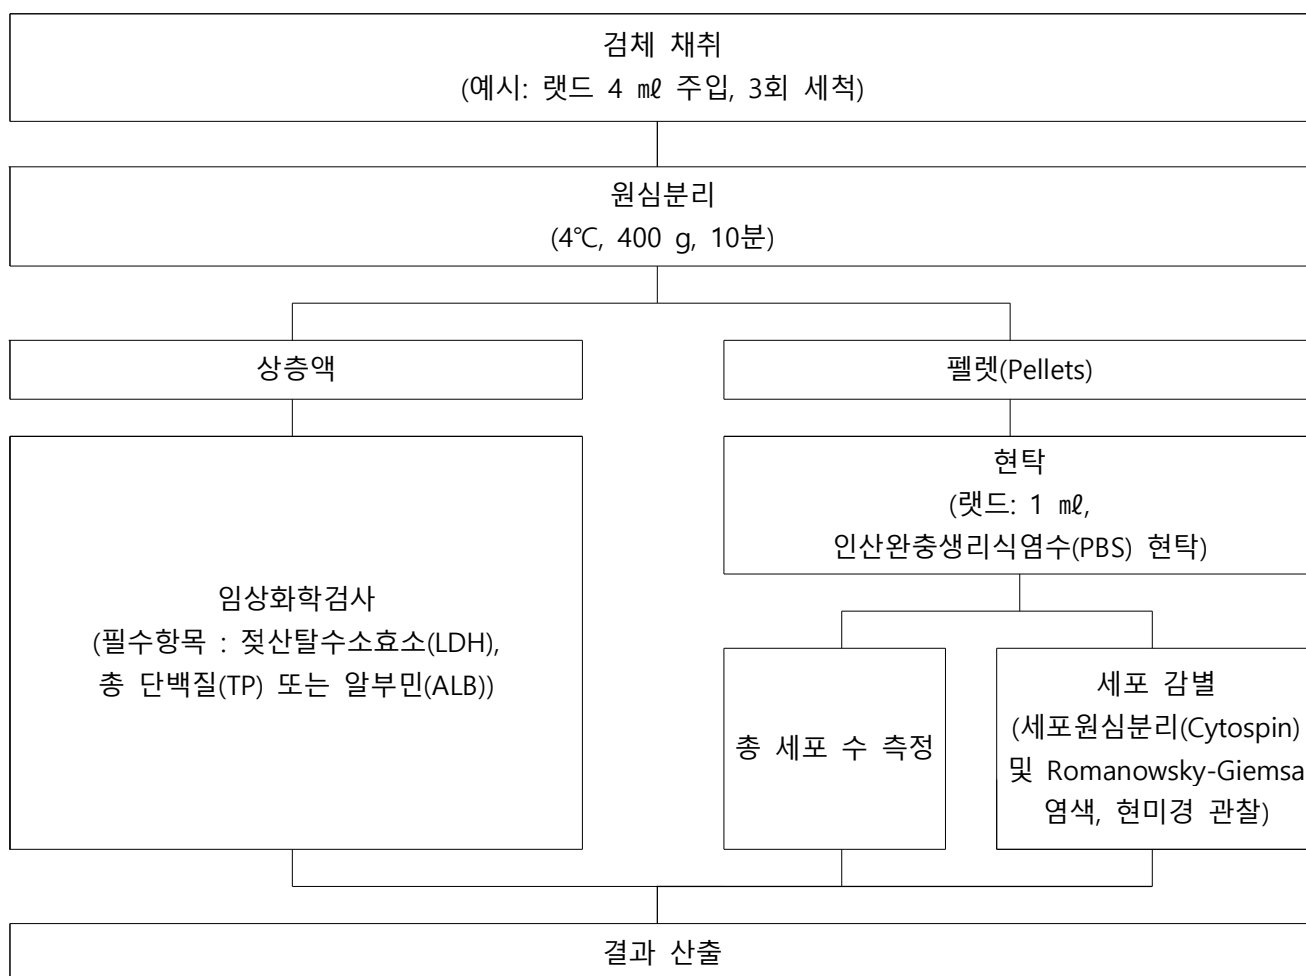 검체 채취
(예시: 랫드 4 ㎖ 주입, 3회 세척)
원심분리
(4℃, 400 g, 10분)
상층액
펠렛(Pellets)
임상화학검사
(필수항목 : 젖산탈수소효소(LDH),
총 단백질(TP) 또는 알부민(ALB))
현탁
(랫드: 1 ㎖,
인산완충생리식염수(PBS) 현탁)
총 세포 수 측정
세포 감별
(세포원심분리(Cytospin)
및 Romanowsky-Giemsa
염색, 현미경 관찰)
결과 산출